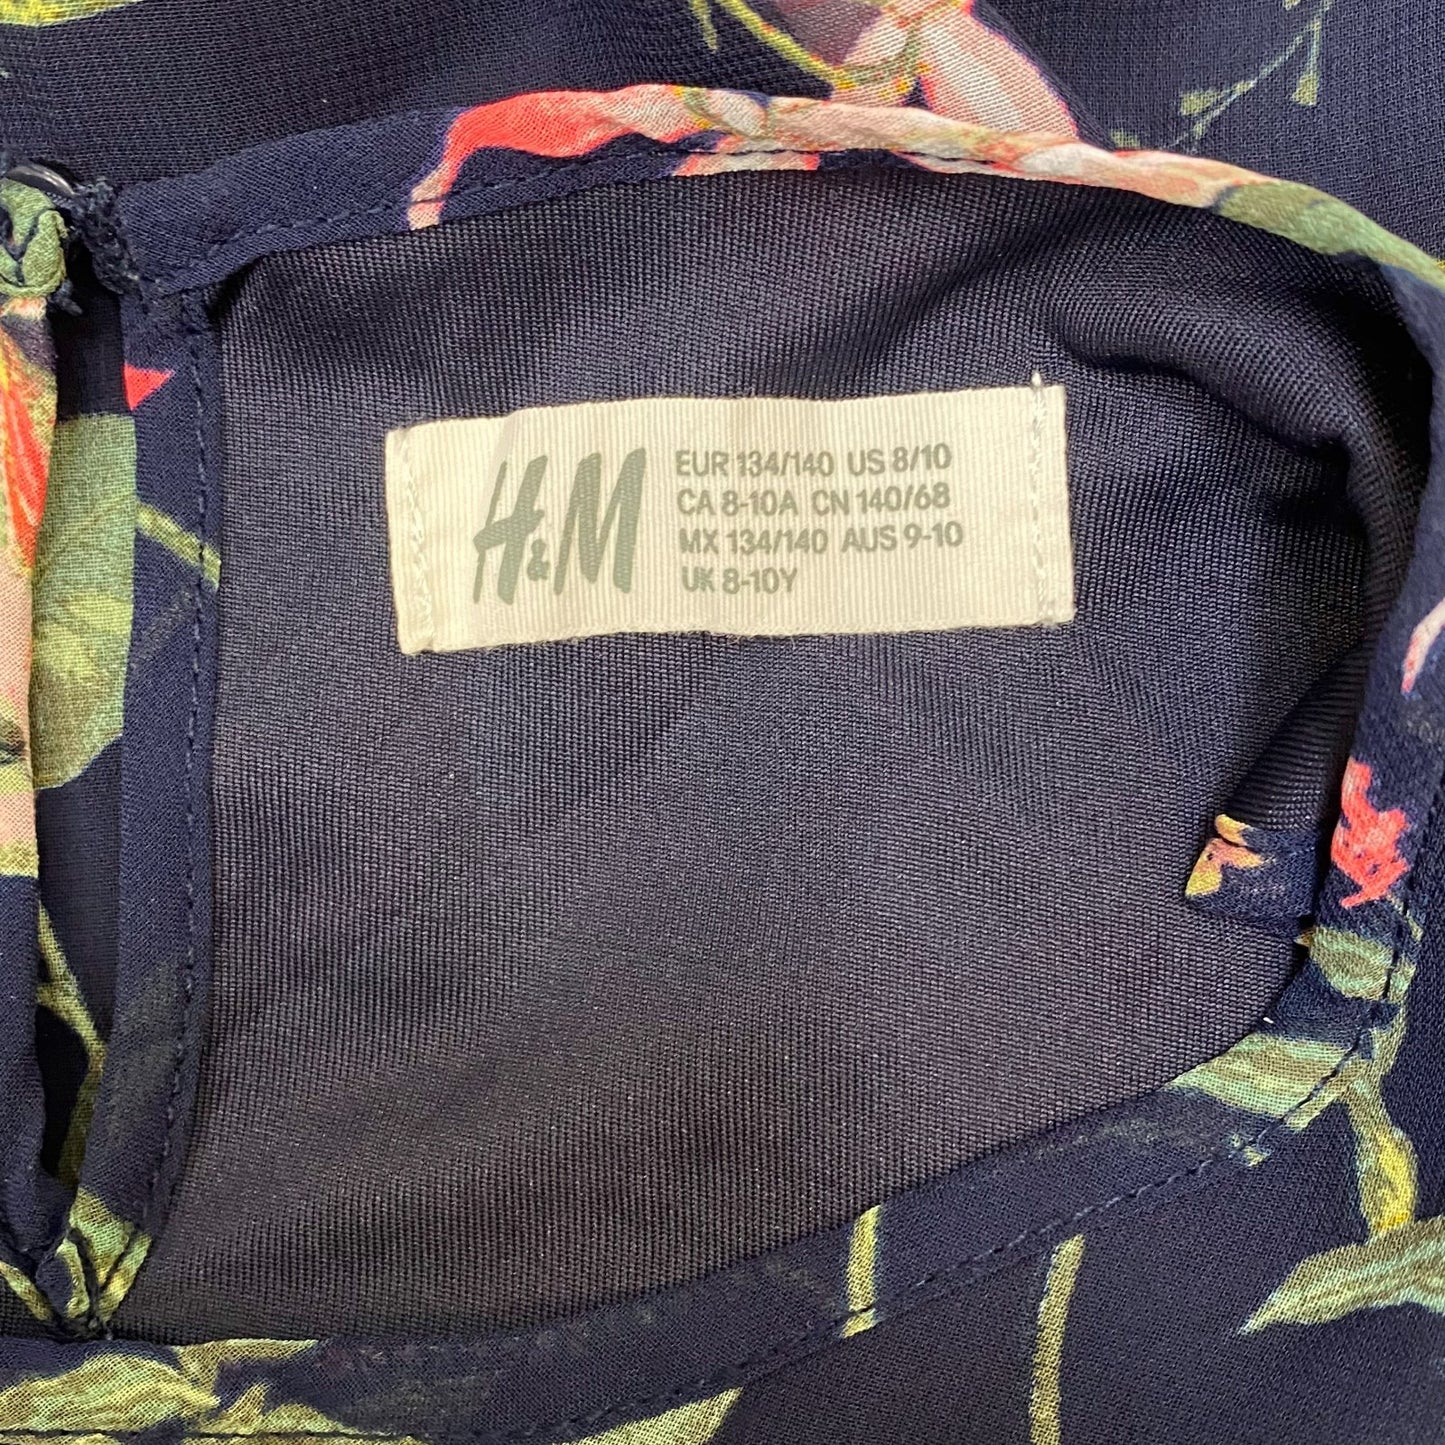 H&M
EUR 134/140 US 8/10
CA 8-10A CN 140/68
MX 134/140 AUS 9-10
UK 8-10Y